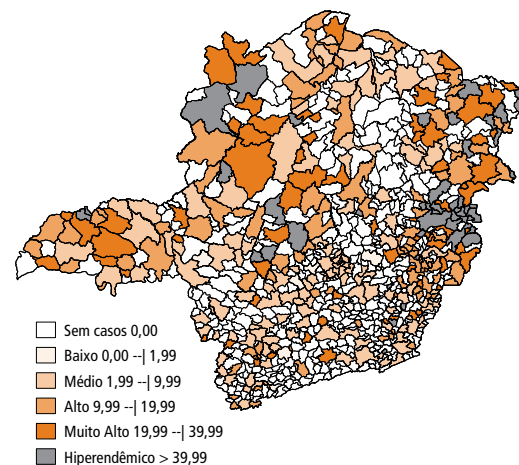 Sem casos 0,00
Baixo 0,00 --| 1,99
Médio 1,99 --| 9,99
Alto 9,99 --| 19,99
Muito Alto 19,99 --| 39,99
Hiperendêmico > 39,99